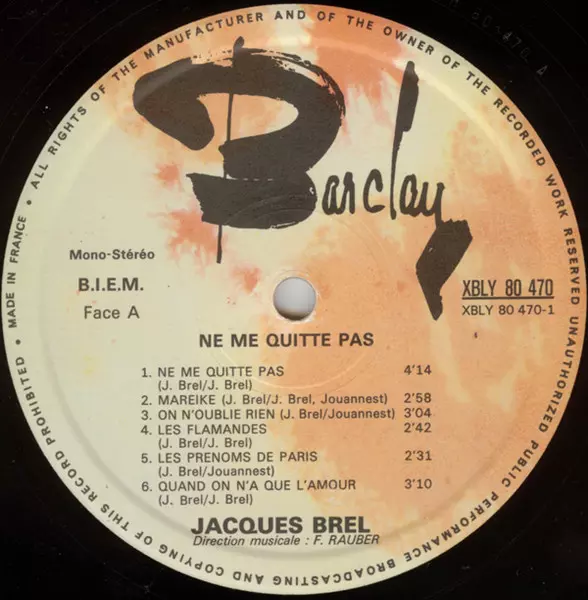 ALL RIGHTS OF THE MANUFACTURER AND OF THE OWNER OF THE RECORDED WORK RESERVED UNAUTHORIZED PUBLIC PERFORMANCE BROADCASTING AND COPYING OF THIS RECORD PROHIBITED • MADE IN FRANCE •
Barclay
Mono-Stéréo
B.I.E.M.
Face A
XBLY 80 470
XBLY 80 470-1
NE ME QUITTE PAS
1. NE ME QUITTE PAS 4'14
(J. Brel/J. Brel)
2. MAREIKE (J. Brel/J. Brel, Jouannest) 2'58
3. ON N'OUBLIE RIEN (J. Brel/Jouannest) 3'04
4. LES FLAMANDES 2'42
(J. Brel/J. Brel)
5. LES PRENOMS DE PARIS 2'31
(J. Brel/Jouannest)
6. QUAND ON N'A QUE L'AMOUR 3'10
(J. Brel/J. Brel)
JACQUES BREL
Direction musicale : F. RAUBER